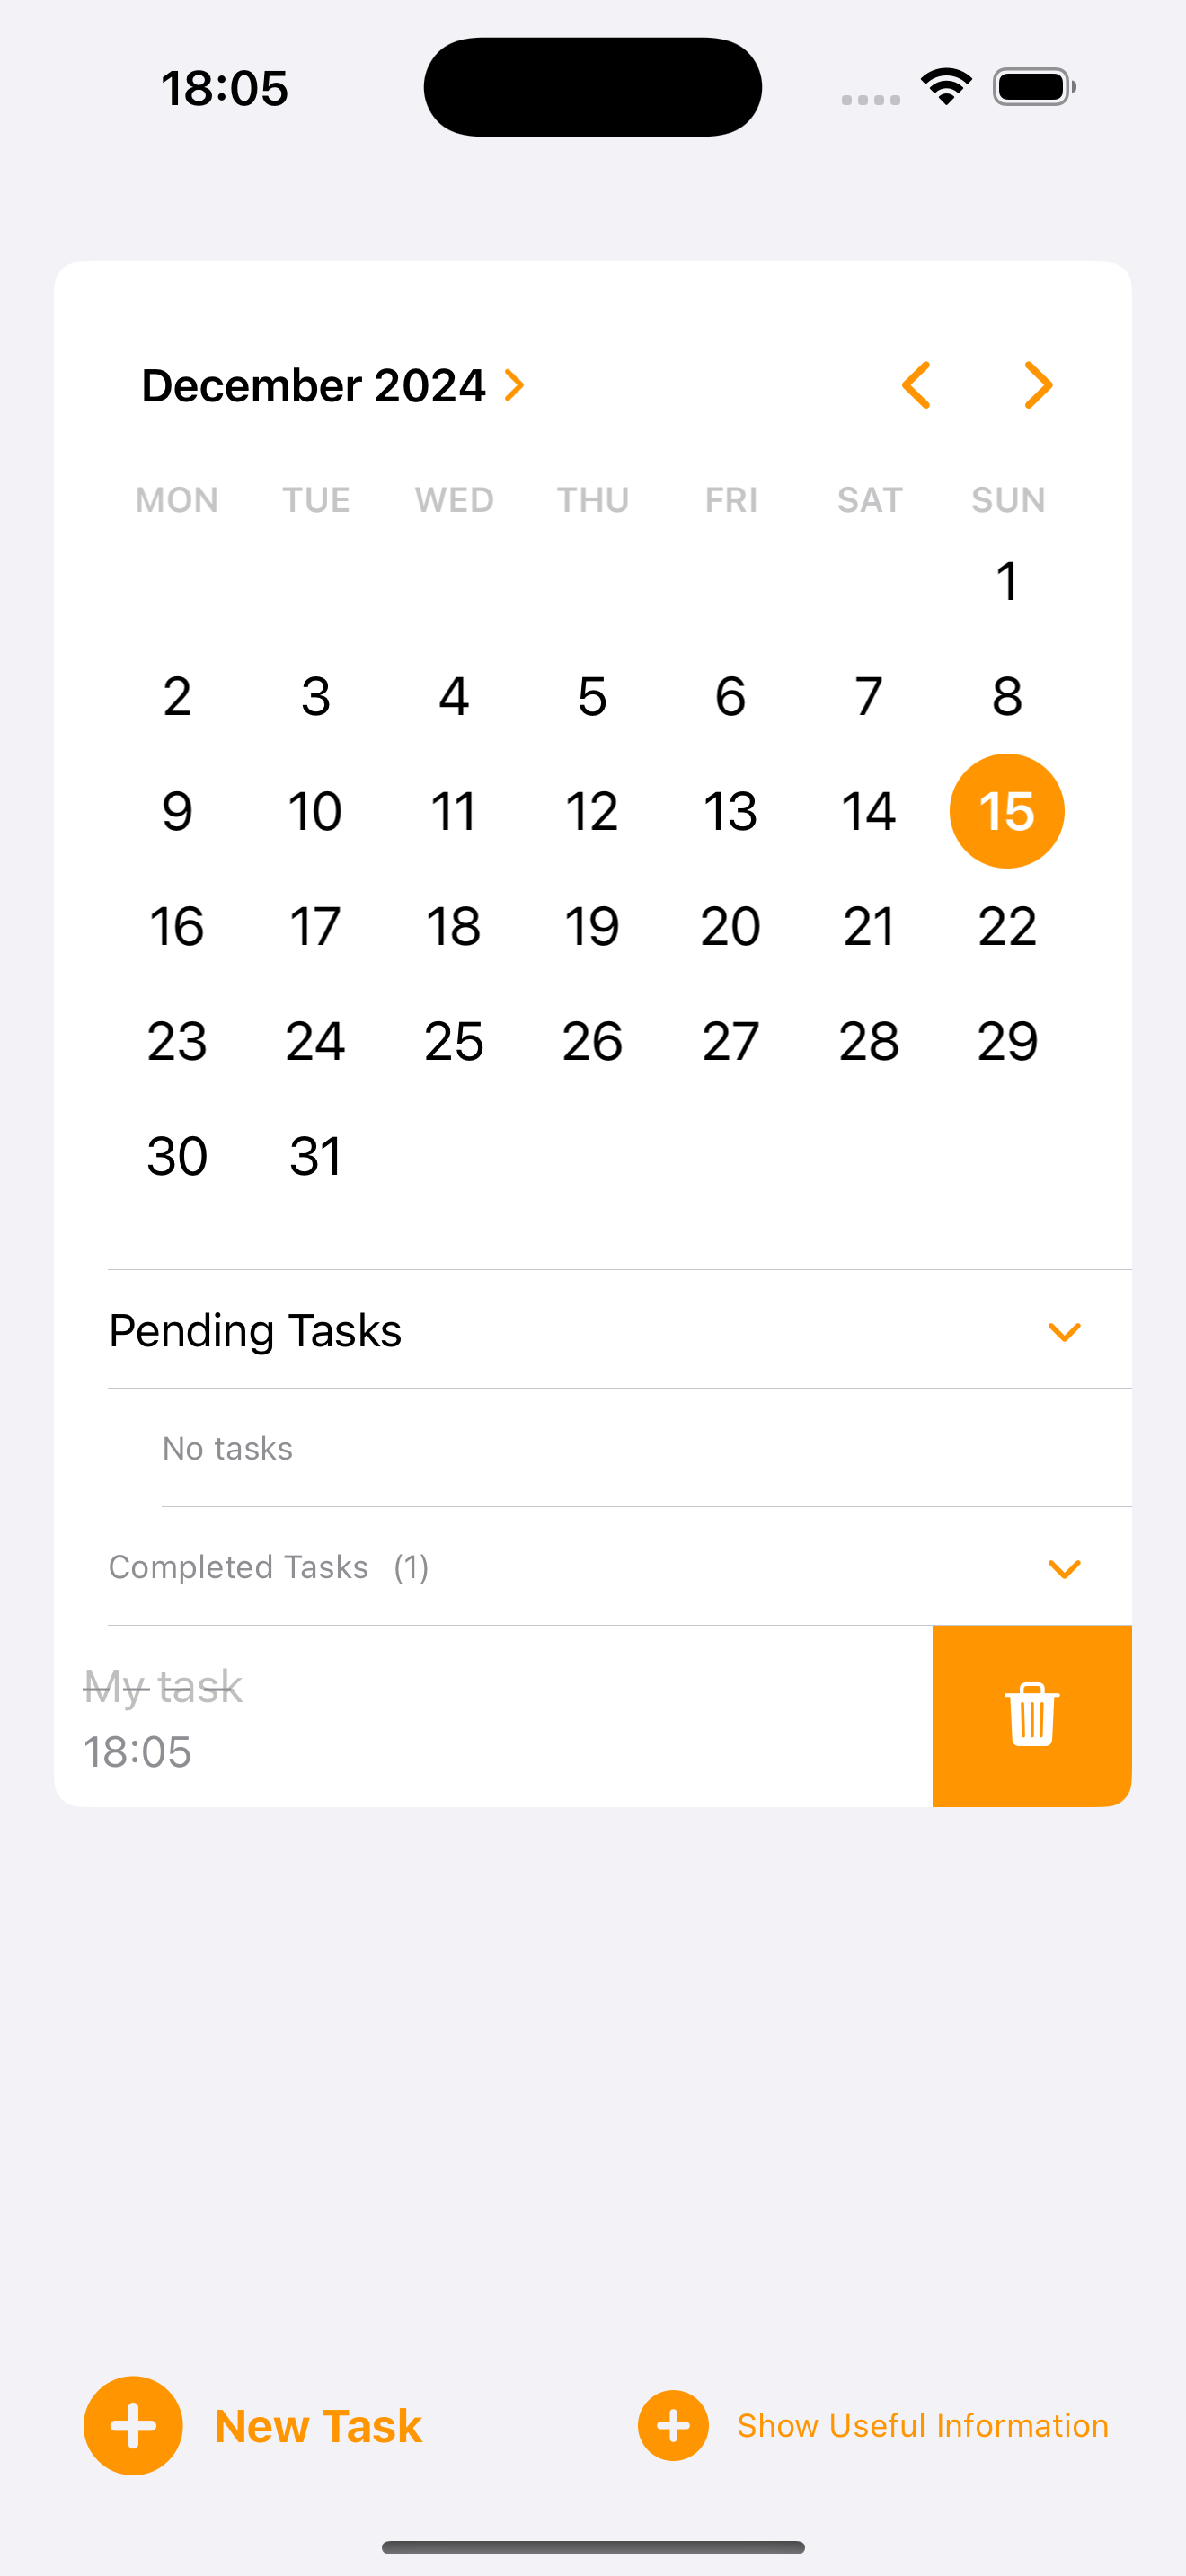 18:05
December 2024
MON TUE WED THU FRI SAT SUN
1
2 3 4 5 6 7 8
9 10 11 12 13 14 15
16 17 18 19 20 21 22
23 24 25 26 27 28 29
30 31
Pending Tasks
No tasks
Completed Tasks (1)
My task
18:05
New Task
Show Useful Information